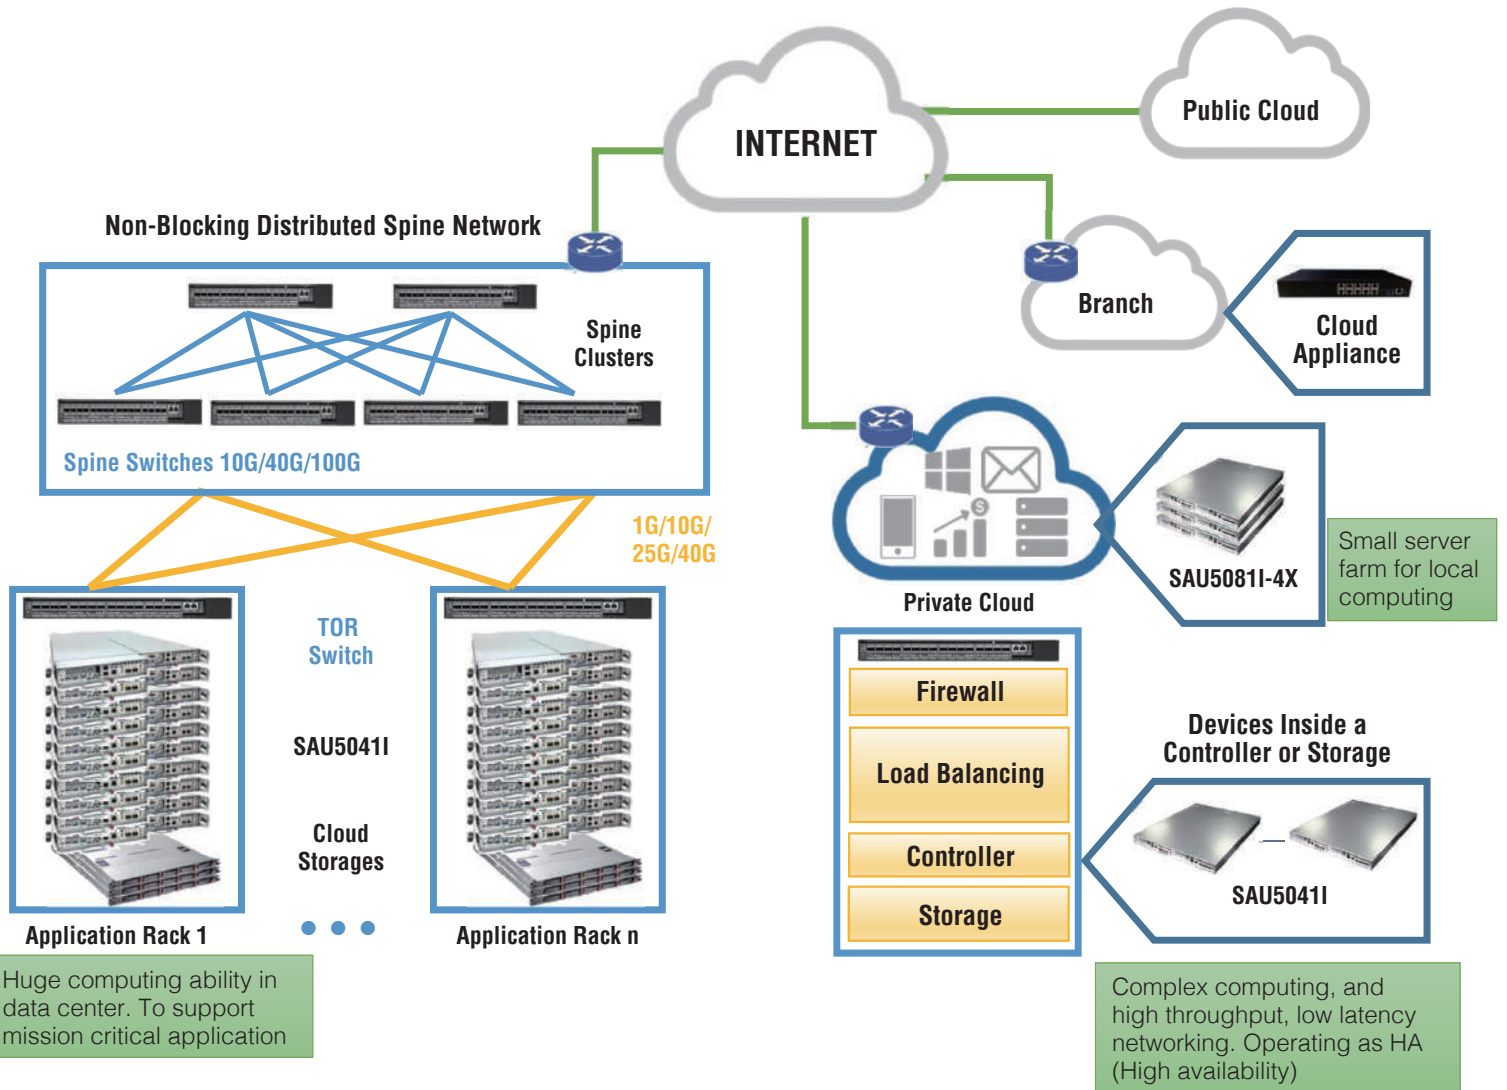 INTERNET
Public Cloud
Non-Blocking Distributed Spine Network
Spine
Clusters
Spine Switches 10G/40G/100G
1G/10G/
25G/40G
Branch
Cloud
Appliance
$
Private Cloud
SAU5081I-4X
Small server
farm for local
computing
TOR
Switch
SAU5041I
Cloud
Storages
Application Rack 1
Application Rack n
Huge computing ability in
data center. To support
mission critical application
Firewall
Load Balancing
Controller
Storage
Devices Inside a
Controller or Storage
SAU5041I
Complex computing, and
high throughput, low latency
networking. Operating as HA
(High availability)